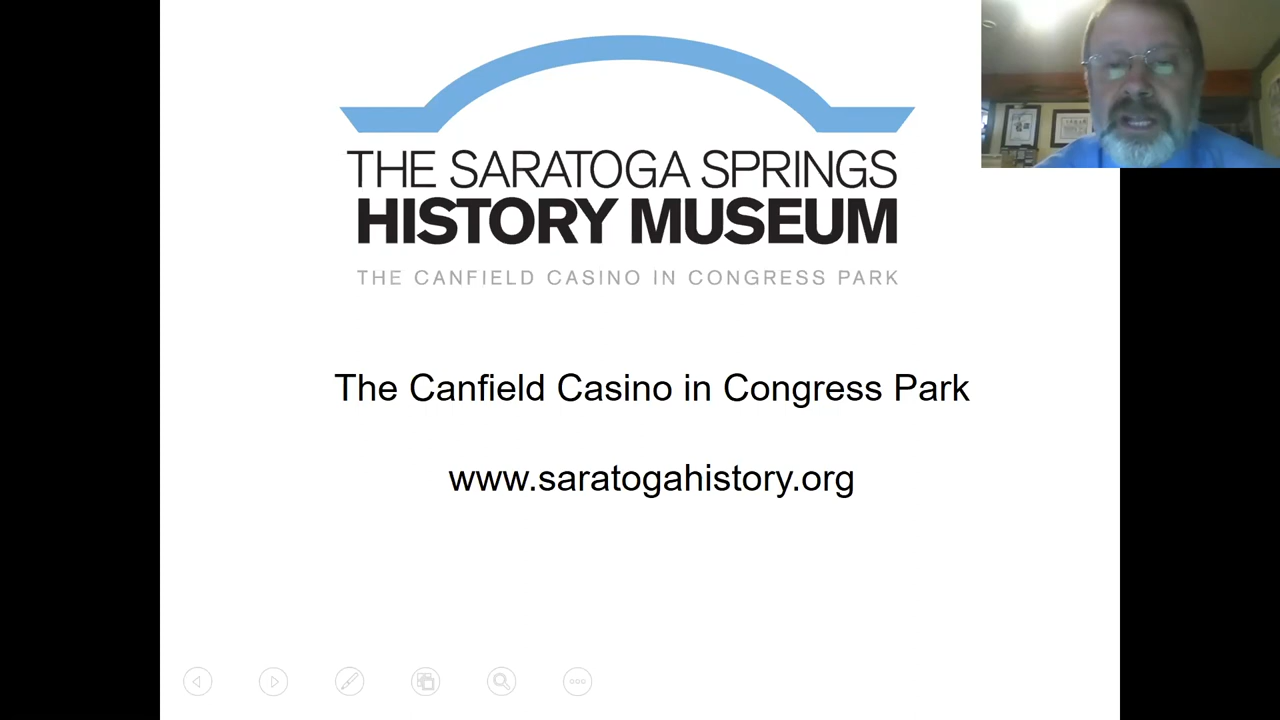 THE SARATOGA SPRINGS
HISTORY MUSEUM
THE CANFIELD CASINO IN CONGRESS PARK
The Canfield Casino in Congress Park
www.saratogahistory.org